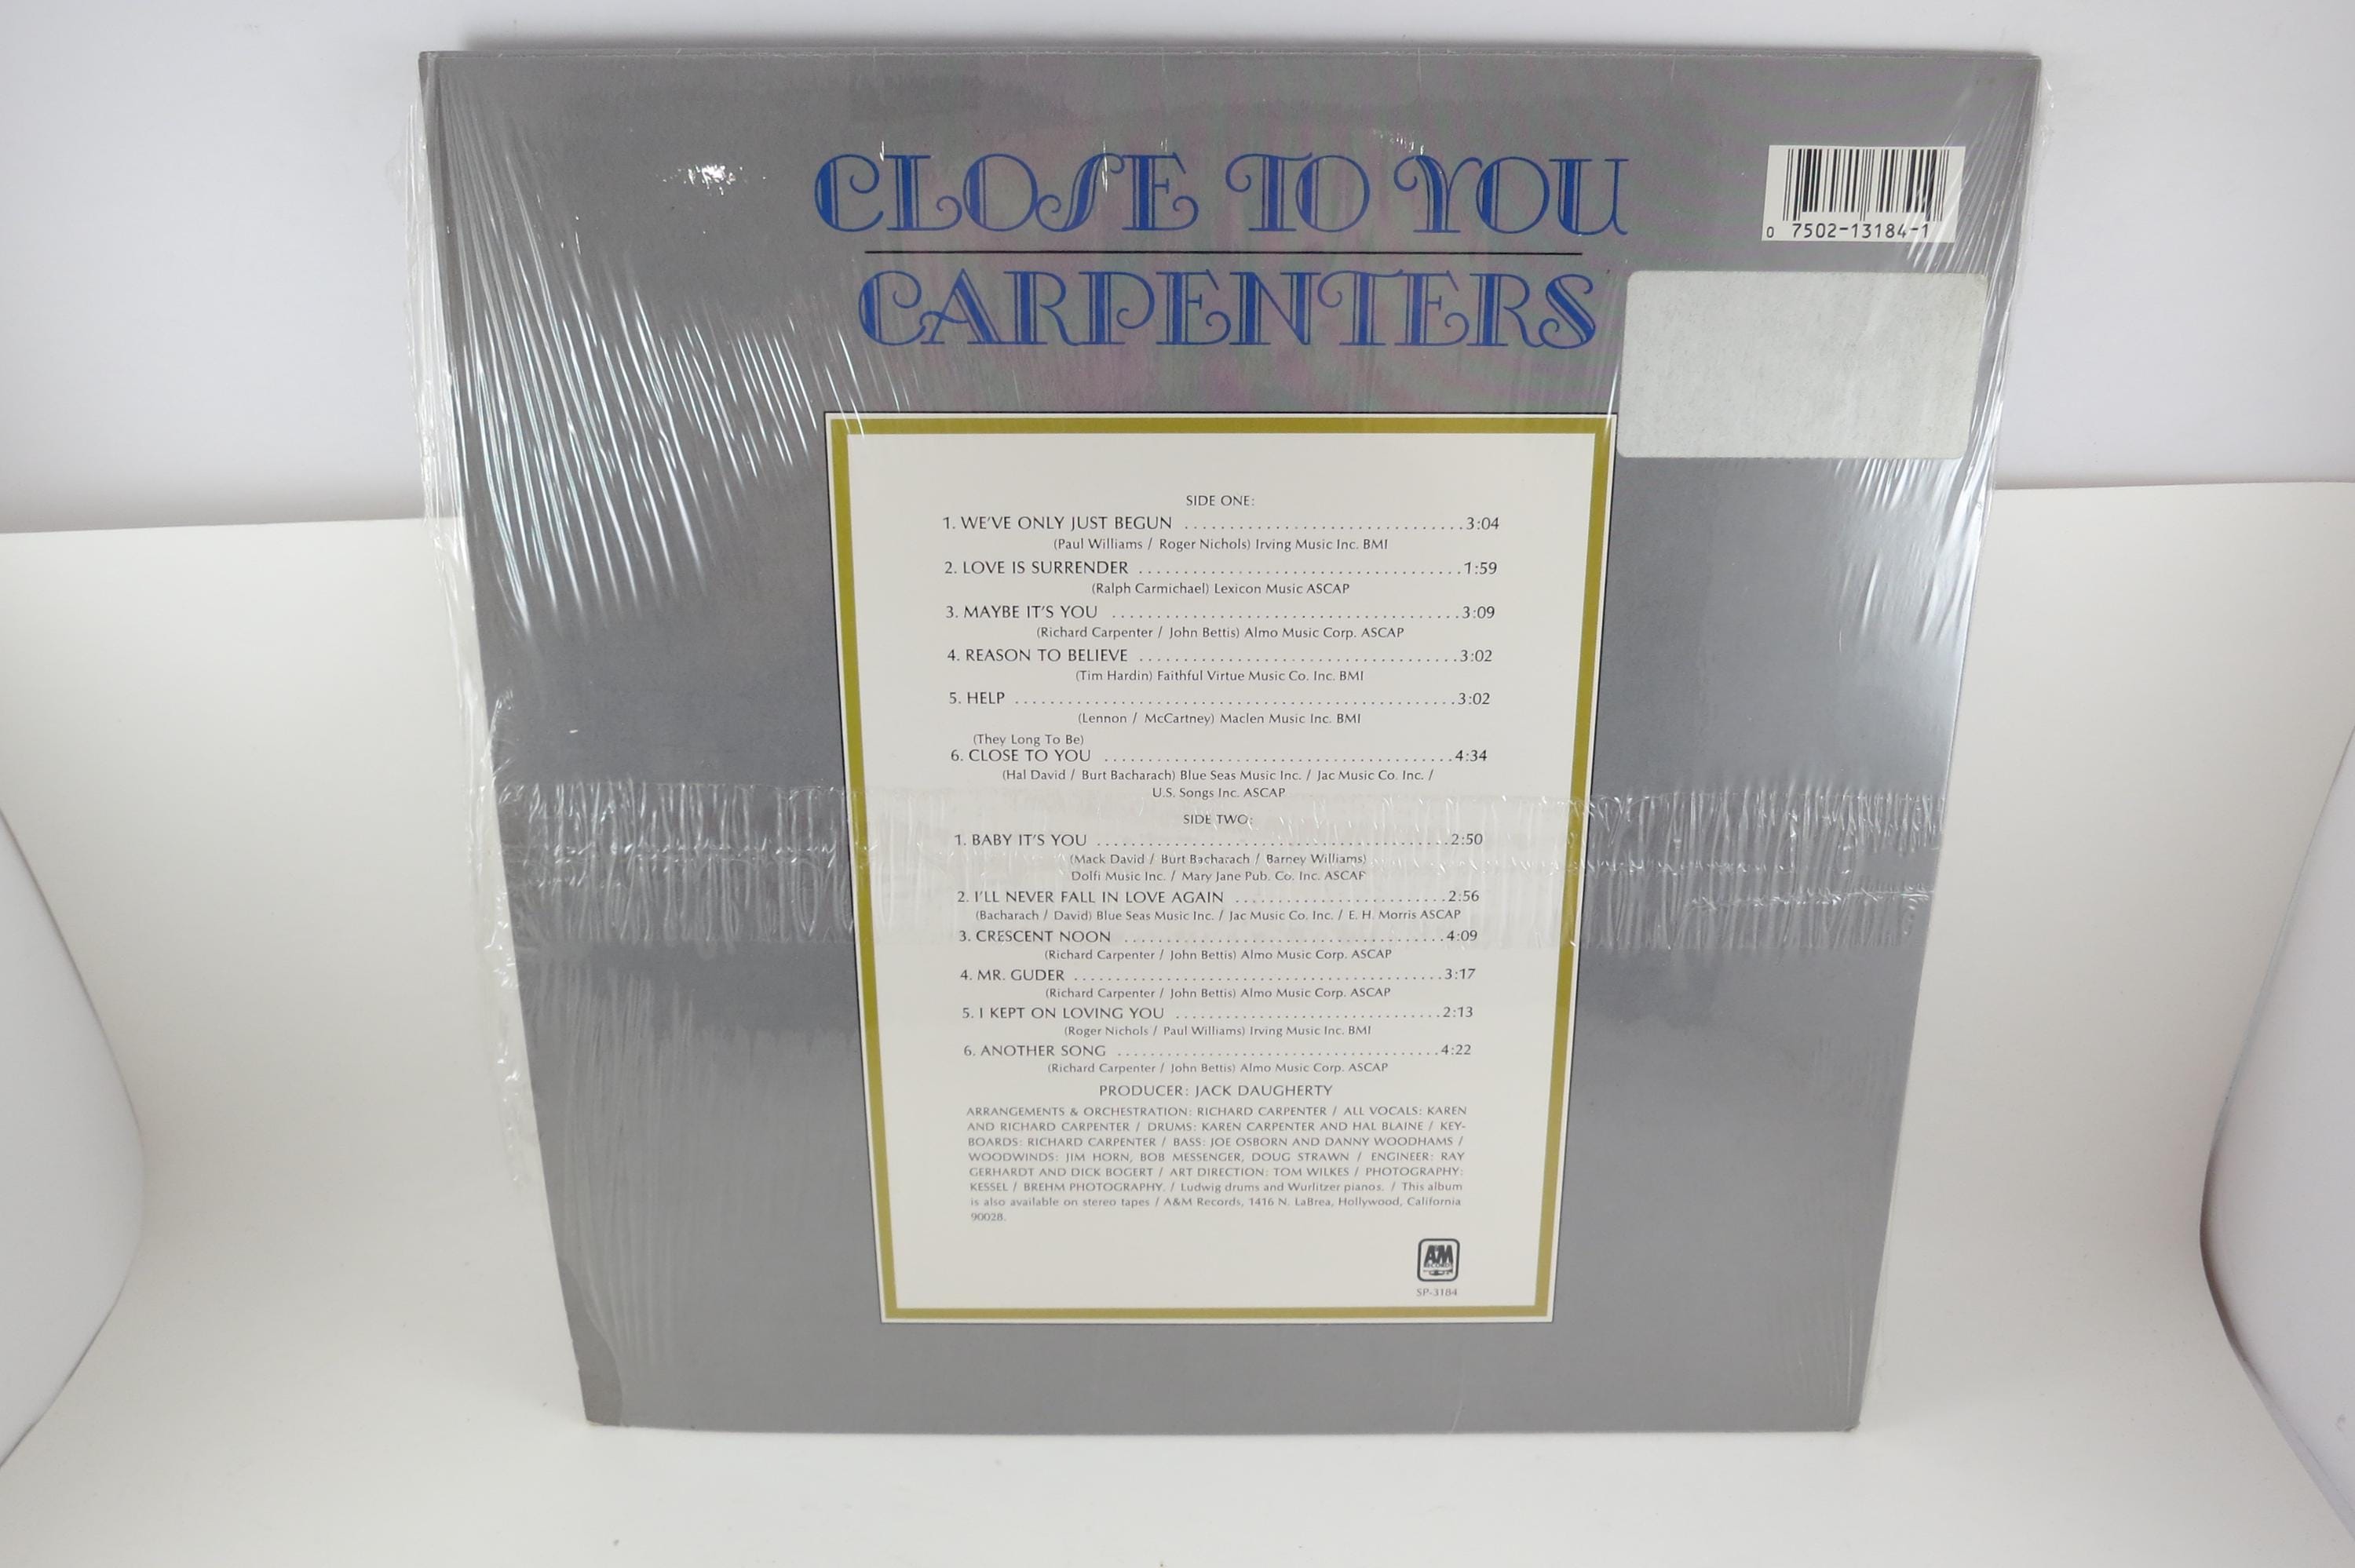 CLOSE TO YOU
CARPENTERS
0 7502-13184-1
SIDE ONE:
1. WE'VE ONLY JUST BEGUN ................................3:04
(Paul Williams / Roger Nichols) Irving Music Inc. BMI
2. LOVE IS SURRENDER .....................................1:59
(Ralph Carmichael) Lexicon Music ASCAP
3. MAYBE IT'S YOU ........................................3:09
(Richard Carpenter / John Bettis) Almo Music Corp. ASCAP
4. REASON TO BELIEVE .....................................3:02
(Tim Hardin) Faithful Virtue Music Co. Inc. BMI
5. HELP ...................................................3:02
(Lennon / McCartney) Maclen Music Inc. BMI
(They Long To Be)
6. CLOSE TO YOU .........................................4:34
(Hal David / Burt Bacharach) Blue Seas Music Inc. / Jac Music Co. Inc. /
U.S. Songs Inc. ASCAP
SIDE TWO:
1. BABY IT'S YOU .........................................2:50
(Mack David / Burt Bacharach / Barney Williams)
Dolfi Music Inc. / Mary Jane Pub. Co. Inc. ASCAP
2. I'LL NEVER FALL IN LOVE AGAIN .........................2:56
(Bacharach / David) Blue Seas Music Inc. / Jac Music Co. Inc. / E. H. Morris ASCAP
3. CRESCENT NOON ......................................4:09
(Richard Carpenter / John Bettis) Almo Music Corp. ASCAP
4. MR. GUDER ............................................3:17
(Richard Carpenter / John Bettis) Almo Music Corp. ASCAP
5. I KEPT ON LOVING YOU ................................2:13
(Roger Nichols / Paul Williams) Irving Music Inc. BMI
6. ANOTHER SONG .......................................4:22
(Richard Carpenter / John Bettis) Almo Music Corp. ASCAP
PRODUCER: JACK DAUGHERTY
ARRANGEMENTS & ORCHESTRATION: RICHARD CARPENTER / ALL VOCALS: KAREN
AND RICHARD CARPENTER / DRUMS: KAREN CARPENTER AND HAL BLAINE / KEY-
BOARDS: RICHARD CARPENTER / BASS: JOE OSBORN AND DANNY WOODHAMS /
WOODWINDS: JIM HORN, BOB MESSENGER, DOUG STRAWN / ENGINEER: RAY
GERHARDT AND DICK BOGERT / ART DIRECTION: TOM WILKES / PHOTOGRAPHY:
KESSEL / BREHM PHOTOGRAPHY. / Ludwig drums and Wurlitzer pianos. / This album
is also available on stereo tapes / A&M Records, 1416 N. LaBrea, Hollywood, California
90028.
A&M
RECORDS
SP-3184